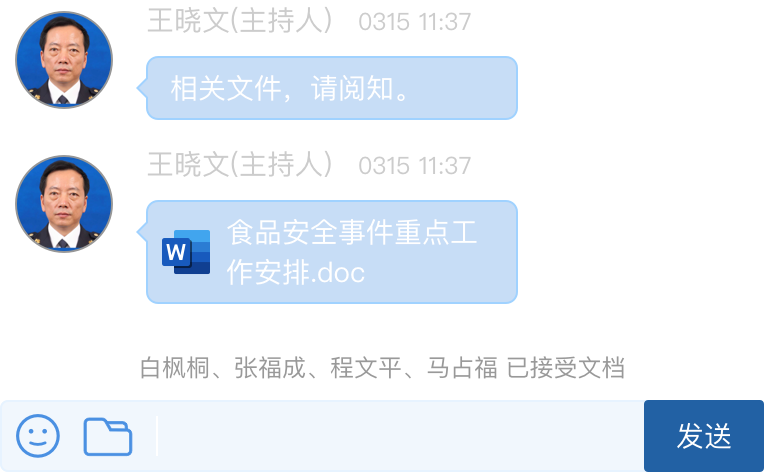 王晓文(主持人) 0315 11:37
相关文件，请阅知。
王晓文(主持人) 0315 11:37
W
食品安全事件重点工
作安排.doc
白枫桐、张福成、程文平、马占福 已接受文档
发送